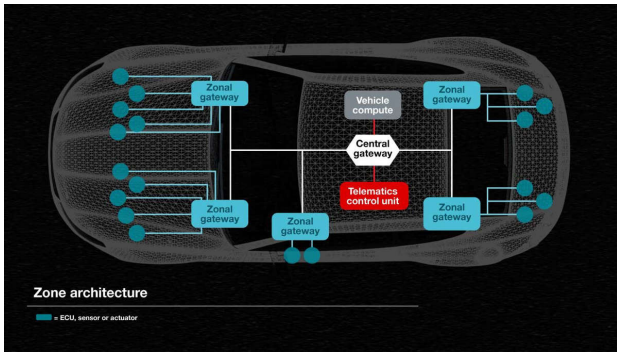 Zonal
gateway
Zonal
gateway
Vehicle
compute
Central
gateway
Telematics
control unit
Zonal
gateway
Zonal
gateway
Zonal
gateway
Zone architecture
= ECU, sensor or actuator